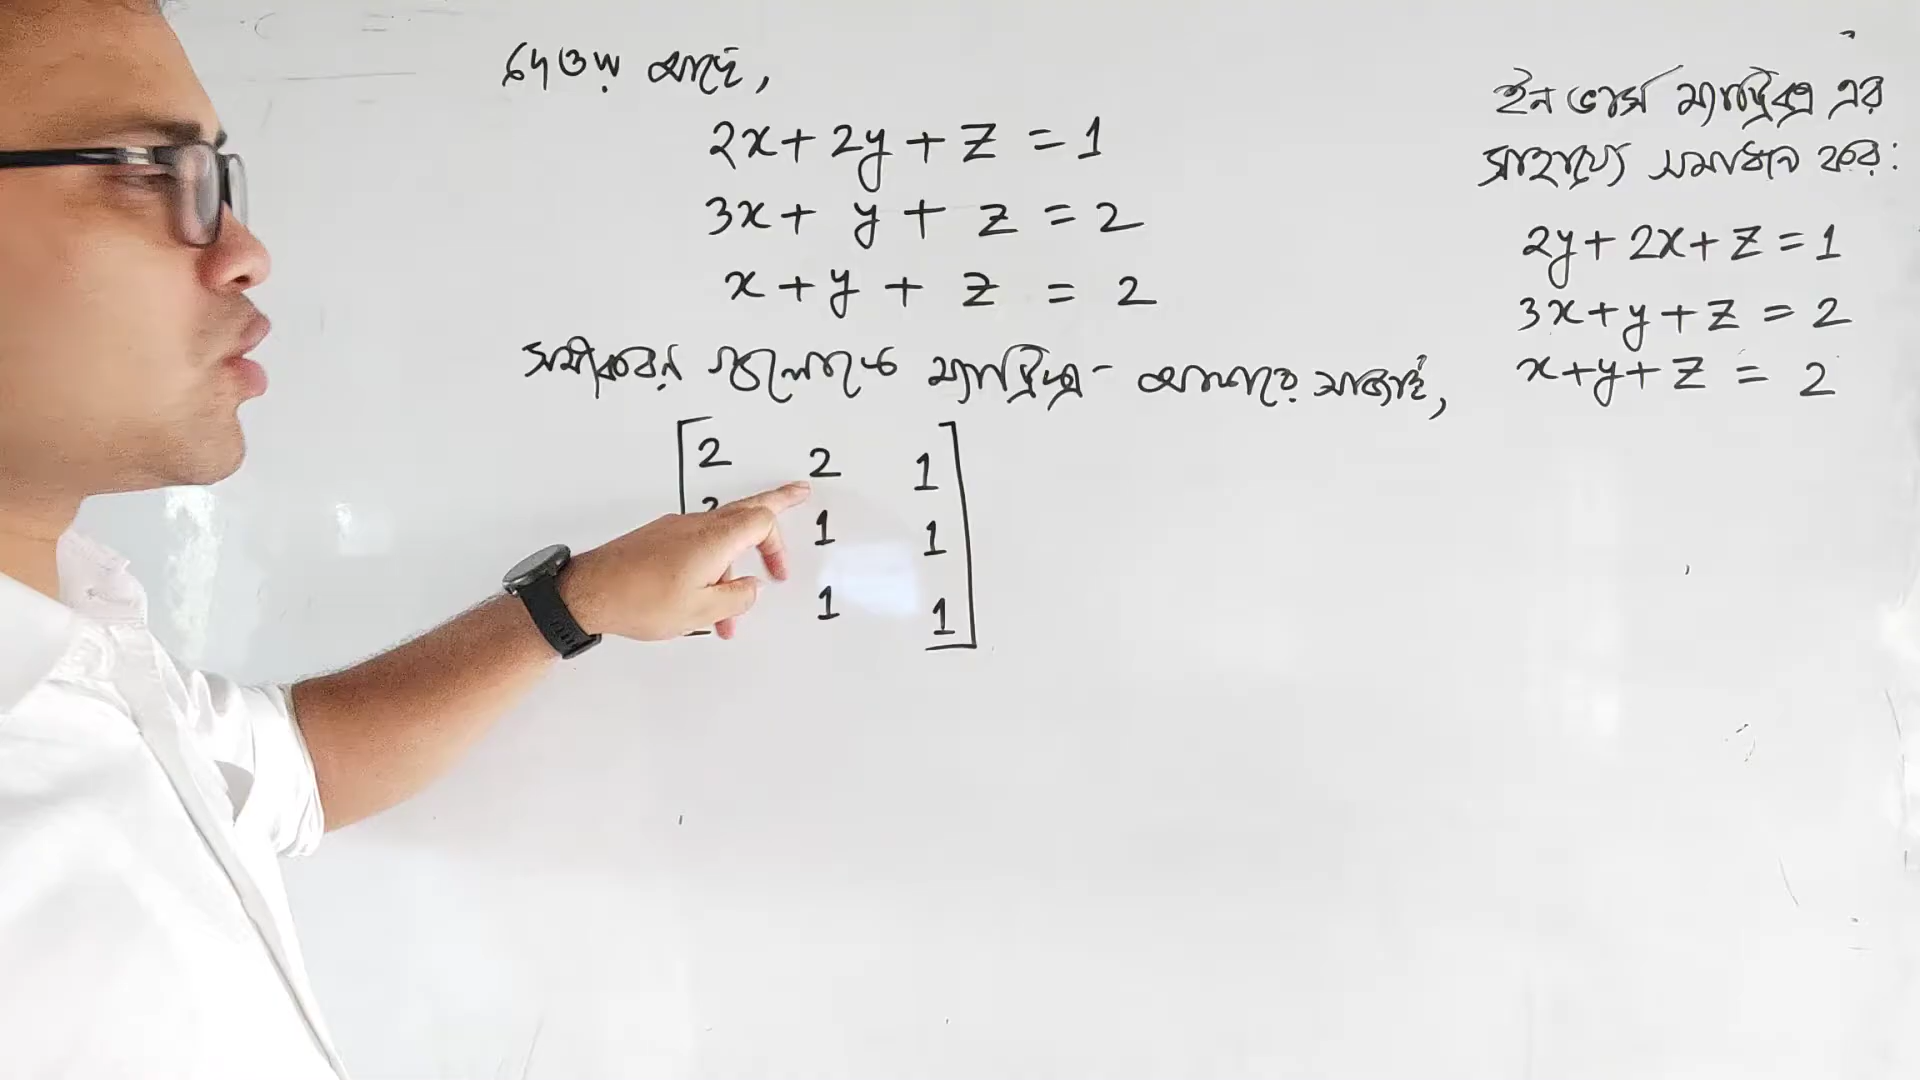 দেওয়া আছে,
2x + 2y + z = 1
3x + y + z = 2
x + y + z = 2
সমীকরণ গুলোকে ম্যাট্রিক্স- আকারে সাজাই,
2 2 1
1 1
1 1
ইনভার্স ম্যাট্রিক্স এর
সাহায্যে সমাধান কর:
2y + 2x + z = 1
3x + y + z = 2
x + y + z = 2